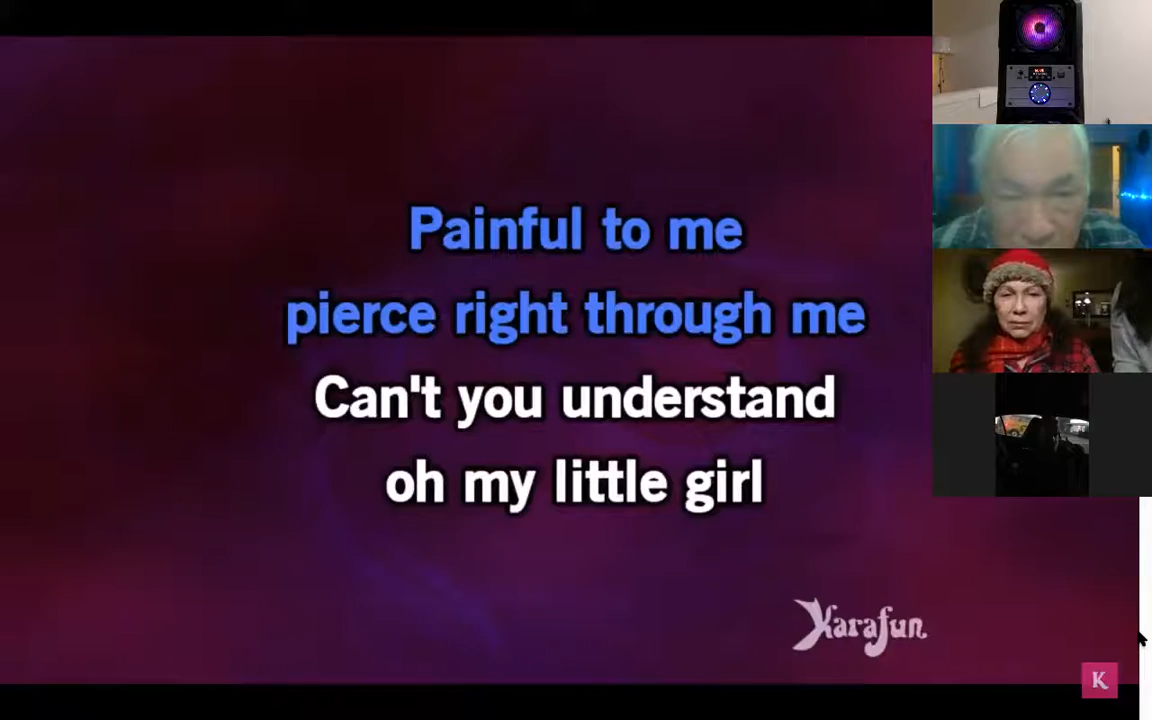 Painful to me
pierce right through me
Can't you understand
oh my little girl
Karafun
K